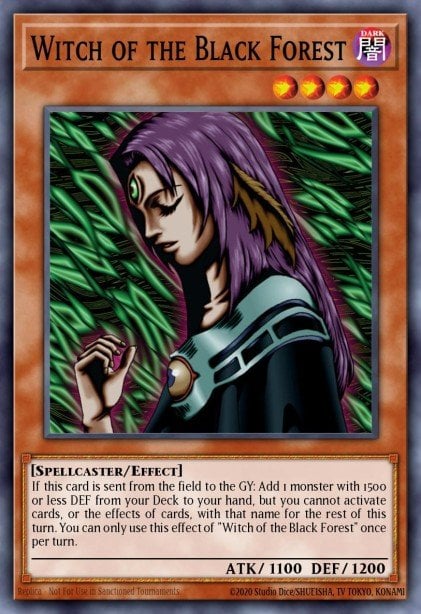 WITCH OF THE BLACK FOREST
DARK
闇
[SPELLCASTER/EFFECT]
If this card is sent from the field to the GY: Add 1 monster with 1500
or less DEF from your Deck to your hand, but you cannot activate
cards, or the effects of cards, with that name for the rest of this
turn. You can only use this effect of "Witch of the Black Forest" once
per turn.
ATK/ 1100 DEF/1200
Replica - Not For Use in Sanctioned Tournaments.
©2020 Studio Dice/SHUEISHA, TV TOKYO, KONAMI